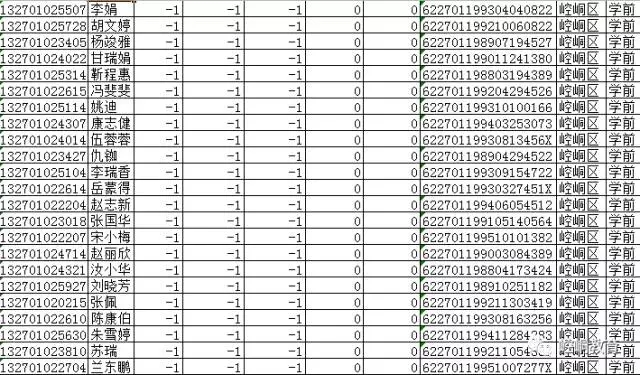 132701025507 李娟 -1 -1 -1 0 0 622701199304040822 崆峒区 学前
132701025728 胡文婷 -1 -1 -1 0 0 622701199210060822 崆峒区 学前
132701023405 杨竣雅 -1 -1 -1 0 0 622701198907194527 崆峒区 学前
132701024022 甘瑞娟 -1 -1 -1 0 0 622701199011241380 崆峒区 学前
132701025314 靳程惠 -1 -1 -1 0 0 622701198803194389 崆峒区 学前
132701022615 冯斐斐 -1 -1 -1 0 0 622701199204294526 崆峒区 学前
132701025114 姚迪 -1 -1 -1 0 0 622701199310100166 崆峒区 学前
132701024307 康志健 -1 -1 -1 0 0 622701199403253073 崆峒区 学前
132701024014 伍蓉蓉 -1 -1 -1 0 0 62270119930813456X 崆峒区 学前
132701023427 仇铷 -1 -1 -1 0 0 622701198904294522 崆峒区 学前
132701025104 李瑞香 -1 -1 -1 0 0 622701199309154722 崆峒区 学前
132701022614 岳蒙得 -1 -1 -1 0 0 62270119930327451X 崆峒区 学前
132701022204 赵志新 -1 -1 -1 0 0 622701199406054512 崆峒区 学前
132701023018 张国华 -1 -1 -1 0 0 622701199105140564 崆峒区 学前
132701022207 宋小梅 -1 -1 -1 0 0 622701199510101382 崆峒区 学前
132701024714 赵丽欣 -1 -1 -1 0 0 622701199003084389 崆峒区 学前
132701024321 汝小华 -1 -1 -1 0 0 622701198804173424 崆峒区 学前
132701025927 刘晓芳 -1 -1 -1 0 0 622701198910251182 崆峒区 学前
132701020215 张佩 -1 -1 -1 0 0 622701199211303419 崆峒区 学前
132701022610 陈康伯 -1 -1 -1 0 0 622701199308163256 崆峒区 学前
132701025630 朱雪婷 -1 -1 -1 0 0 崆峒区 学前
132701023810 苏瑞 -1 -1 -1 0 0 崆峒区 学前
132701022704 兰东鹏 -1 -1 -1 0 0 62270119951007277X 崆峒区 学前
崆峒教育